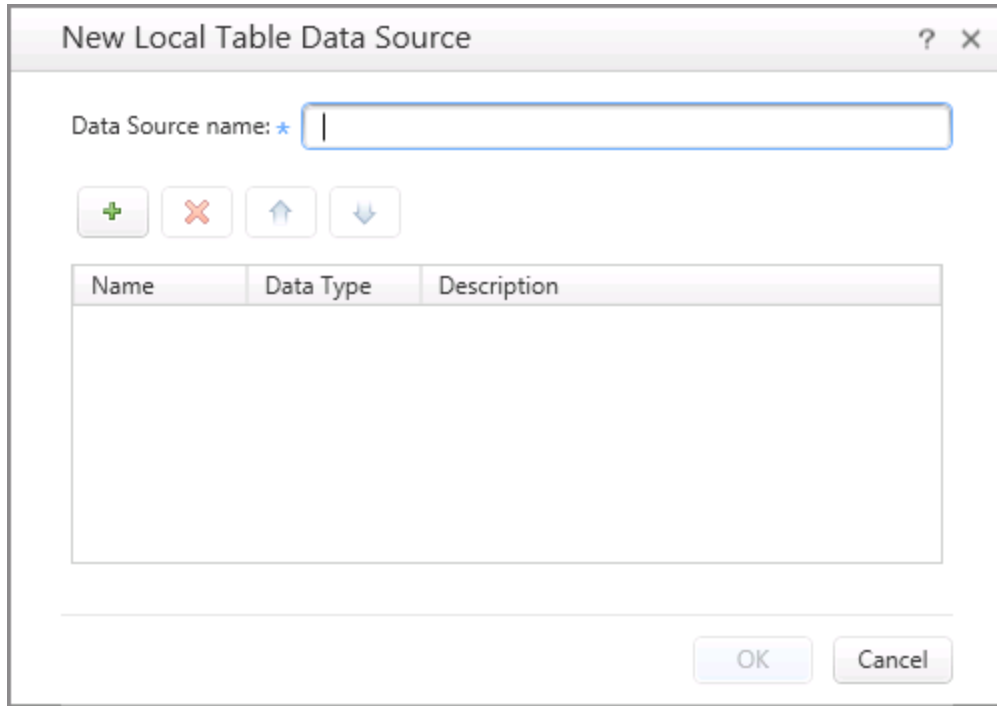 New Local Table Data Source ?
Data Source name: *
Name Data Type Description
OK Cancel